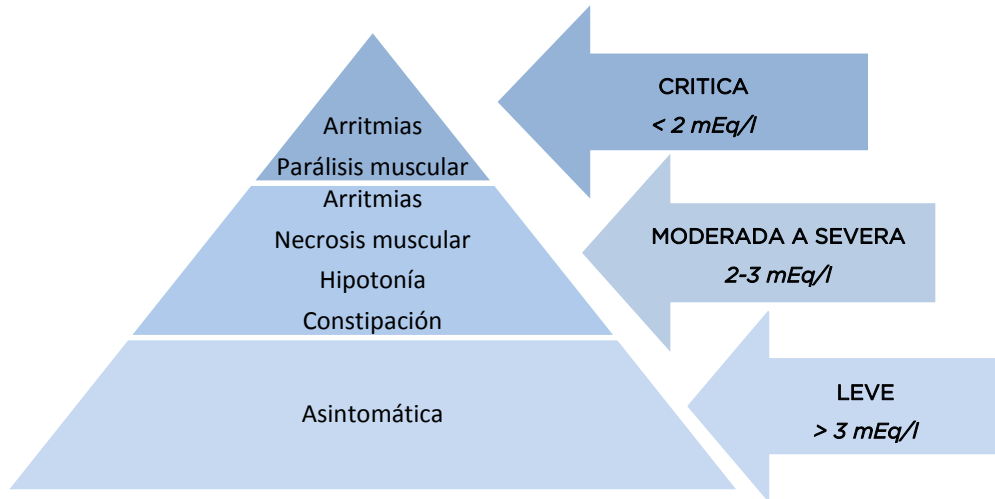 Arritmias
Parálisis muscular
CRITICA
< 2 mEq/l
Arritmias
Necrosis muscular
Hipotonía
Constipación
MODERADA A SEVERA
2-3 mEq/l
Asintomática
LEVE
> 3 mEq/l